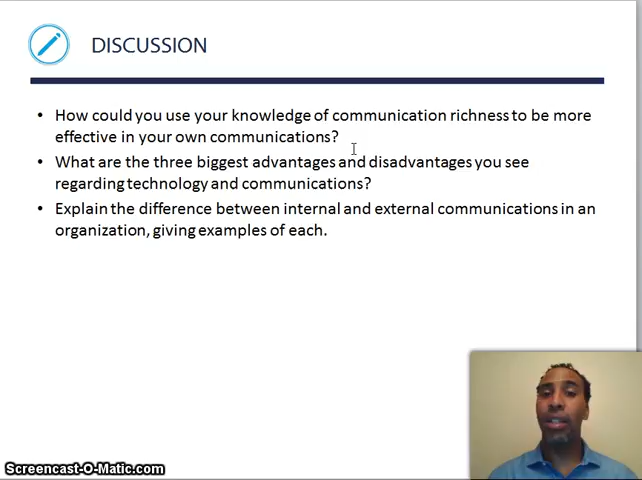 DISCUSSION
• How could you use your knowledge of communication richness to be more
effective in your own communications?
• What are the three biggest advantages and disadvantages you see
regarding technology and communications?
• Explain the difference between internal and external communications in an
organization, giving examples of each.
Screencast-O-Matic.com